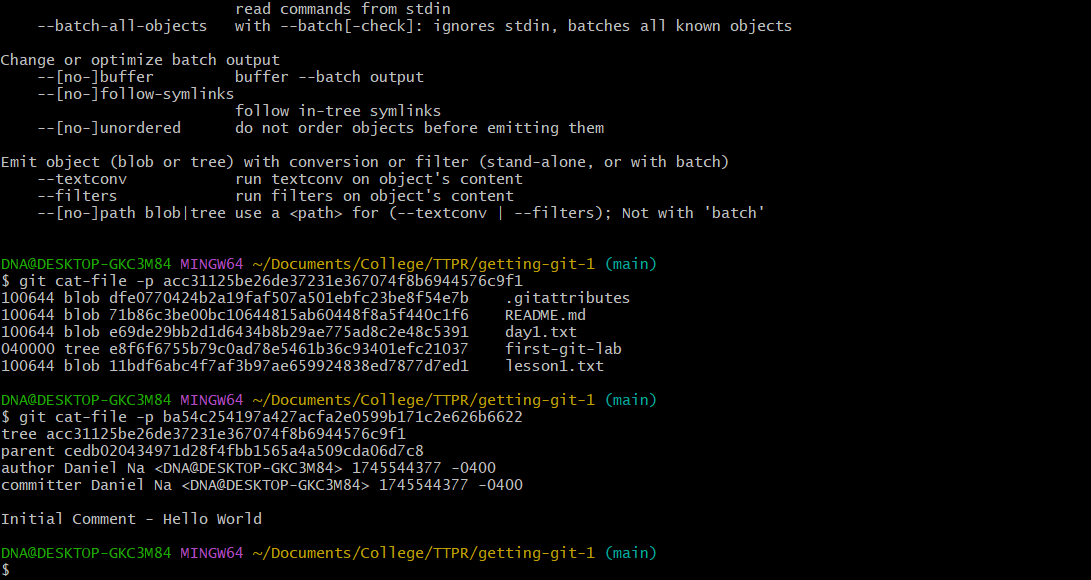 read commands from stdin
--batch-all-objects   with --batch[-check]: ignores stdin, batches all known objects
Change or optimize batch output
--[no-]buffer         buffer --batch output
--[no-]follow-symlinks
follow in-tree symlinks
--[no-]unordered      do not order objects before emitting them
Emit object (blob or tree) with conversion or filter (stand-alone, or with batch)
--textconv            run textconv on object's content
--filters             run filters on object's content
--[no-]path blob|tree use a <path> for (--textconv | --filters); Not with 'batch'
DNA@DESKTOP-GKC3M84 MINGW64 ~/Documents/College/TTPR/getting-git-1 (main)
$ git cat-file -p acc31125be26de37231e367074f8b6944576c9f1
100644 blob dfe0770424b2a19faf507a501ebfc23be8f54e7b    .gitattributes
100644 blob 71b86c3be00bc10644815ab60448f8a5f440c1f6    README.md
100644 blob e69de29bb2d1d6434b8b29ae775ad8c2e48c5391    day1.txt
040000 tree e8f6f6755b79c0ad78e5461b36c93401efc21037    first-git-lab
100644 blob 11bdf6abc4f7af3b97ae659924838ed7877d7ed1    lesson1.txt
DNA@DESKTOP-GKC3M84 MINGW64 ~/Documents/College/TTPR/getting-git-1 (main)
$ git cat-file -p ba54c254197a427acfa2e0599b171c2e626b6622
tree acc31125be26de37231e367074f8b6944576c9f1
parent cedb020434971d28f4fbb1565a4a509cda06d7c8
author Daniel Na <DNA@DESKTOP-GKC3M84> 1745544377 -0400
committer Daniel Na <DNA@DESKTOP-GKC3M84> 1745544377 -0400
Initial Comment - Hello World
DNA@DESKTOP-GKC3M84 MINGW64 ~/Documents/College/TTPR/getting-git-1 (main)
$